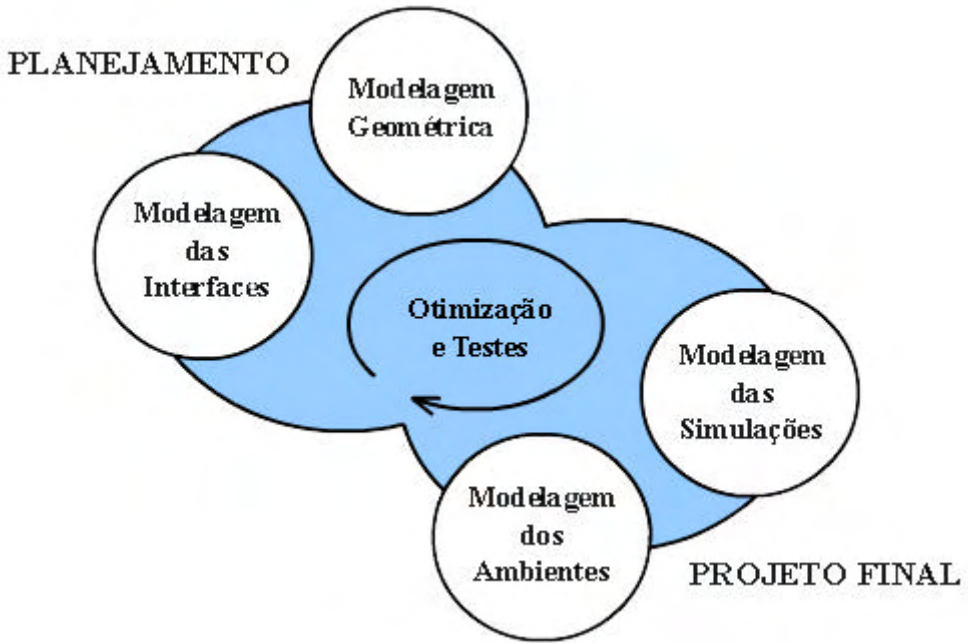 PLANEJAMENTO
Modelagem
Geométrica
Modelagem
das
Interfaces
Otimização
e Testes
Modelagem
das
Simulações
Modelagem
dos
Ambientes
PROJETO FINAL